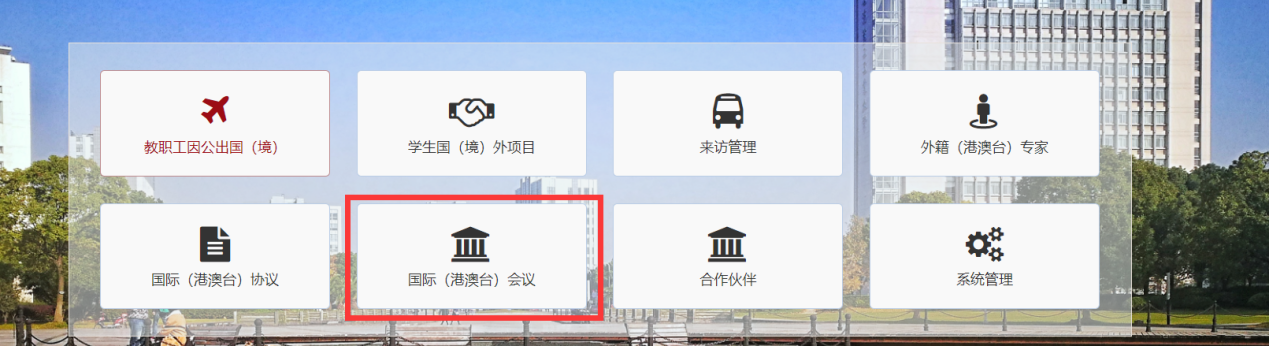 教职工因公出国（境）
学生国（境）外项目
来访管理
外籍（港澳台）专家
国际（港澳台）协议
国际（港澳台）会议
合作伙伴
系统管理